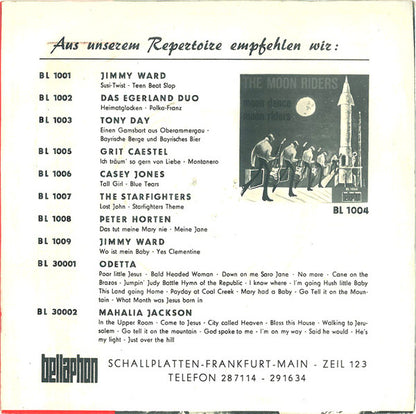 Aus unserem Repertoire empfehlen wir:
BL 1001 JIMMY WARD
Susi-Twist - Teen Beat Slop
BL 1002 DAS EGERLAND DUO
Heimatglocken - Polka-Franz
BL 1003 TONY DAY
Einen Gamsbart aus Oberammergau -
Bayrische Berge und Bayrisches Bier
BL 1005 GRIT CAESTEL
Ich träum' so gern von Liebe - Montanero
BL 1006 CASEY JONES
Tall Girl - Blue Tears
BL 1007 THE STARFIGHTERS
Lost John - Starfighters Theme
BL 1008 PETER HORTEN
Das tut meine Mary nie - Meine Jane
BL 1009 JIMMY WARD
Wo ist mein Baby - Yes Clementine
BL 30001 ODETTA
Poor little Jesus - Bald Headed Woman - Down on me Sara Jane - No more - Cane on the
Brazos - Jumpin' Judy Battle Hymn of the Republic - I know where - I'm going Hush little Baby
This Land going Home - Payday at Coal Creek - Mary had a Baby - Go Tell it on the Moun-
tain - What Month was Jesus born in
BL 30002 MAHALIA JACKSON
In the Upper Room - Come to Jesus - City called Heaven - Bless this House - Walking to Jeru-
salem - Go tell it on the mountain - God spoke to me - I'm on my way - Said he would - He's
my light - Just over the hill
THE MOON RIDERS
moon dance
moon riders
BL 1004
bellaphon
SCHALLPLATTEN-FRANKFURT-MAIN - ZEIL 123
TELEFON 287114 - 291634